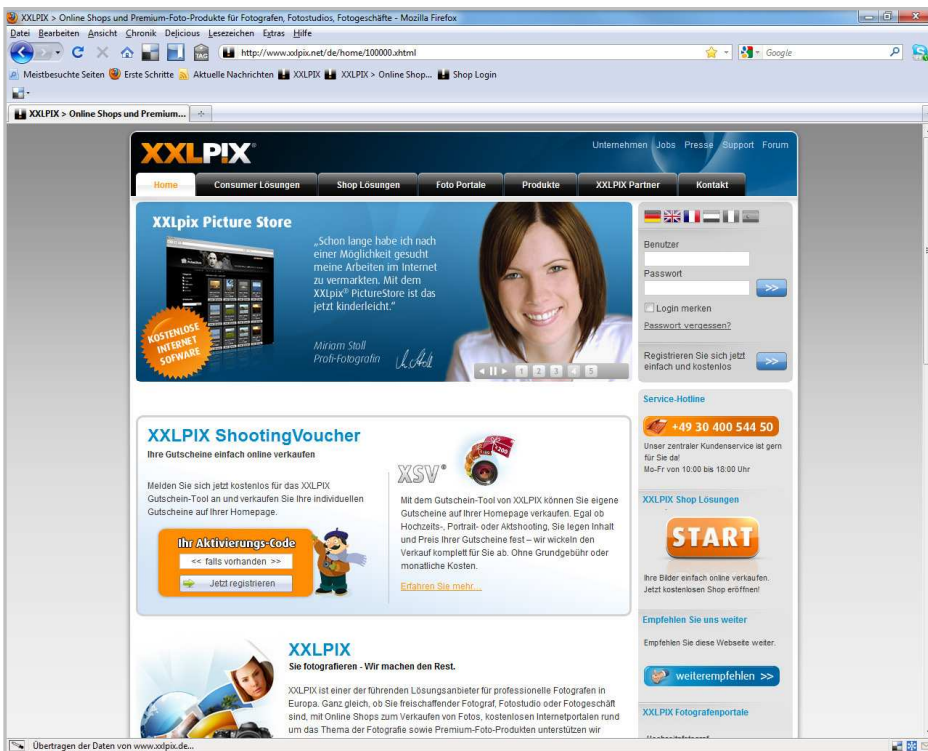 XXLPIX > Online Shops und Premium-Foto-Produkte für Fotografen, Fotostudios, Fotogeschäfte - Mozilla Firefox
Datei Bearbeiten Ansicht Chronik Delicious Lesezeichen Extras Hilfe
TAG http://www.xxlpix.net/de/home/100000.xhtml Google
Meistbesuchte Seiten Erste Schritte Aktuelle Nachrichten XXLPIX XXLPIX > Online Shop... Shop Login
XXLPIX > Online Shops und Premium...
XXLPIX®
Unternehmen Jobs Presse Support Forum
Home Consumer Lösungen Shop Lösungen Foto Portale Produkte XXLPIX Partner Kontakt
XXLpix Picture Store
„Schon lange habe ich nach
einer Möglichkeit gesucht
meine Arbeiten im Internet
zu vermarkten. Mit dem
XXLpix® PictureStore ist das
jetzt kinderleicht.“
Miriam Stoll
Profi-Fotografin
KOSTENLOSE
INTERNET
SOFWARE
1 2 3 4 5
Benutzer
Passwort
>>
Login merken
Passwort vergessen?
Registrieren Sie sich jetzt
einfach und kostenlos
>>
XXLPIX ShootingVoucher
Ihre Gutscheine einfach online verkaufen
Melden Sie sich jetzt kostenlos für das XXLPIX
Gutschein-Tool an und verkaufen Sie Ihre individuellen
Gutscheine auf Ihrer Homepage.
Ihr Aktivierungs-Code
<< falls vorhanden >>
Jetzt registrieren
XSV®
200
Mit dem Gutschein-Tool von XXLPIX können Sie eigene
Gutscheine auf Ihrer Homepage verkaufen. Egal ob
Hochzeits-, Portrait- oder Aktshooting, Sie legen Inhalt
und Preis Ihrer Gutscheine fest – wir wickeln den
Verkauf komplett für Sie ab. Ohne Grundgebühr oder
monatliche Kosten.
Erfahren Sie mehr...
XXLPIX
Sie fotografieren - Wir machen den Rest.
XXLPIX ist einer der führenden Lösungsanbieter für professionelle Fotografen in
Europa. Ganz gleich, ob Sie freischaffender Fotograf, Fotostudio oder Fotogeschäft
sind, mit Online Shops zum Verkaufen von Fotos, kostenlosen Internetportalen rund
um das Thema der Fotografie sowie Premium-Foto-Produkten unterstützen wir
Service-Hotline
+49 30 400 544 50
Unser zentraler Kundenservice ist gern
für Sie da!
Mo-Fr von 10:00 bis 18:00 Uhr
XXLPIX Shop Lösungen
START
Ihre Bilder einfach online verkaufen.
Jetzt kostenlosen Shop eröffnen!
Empfehlen Sie uns weiter
Empfehlen Sie diese Webseite weiter.
weiterempfehlen >>
XXLPIX Fotografenportale
Übertragen der Daten von www.xxlpix.de...